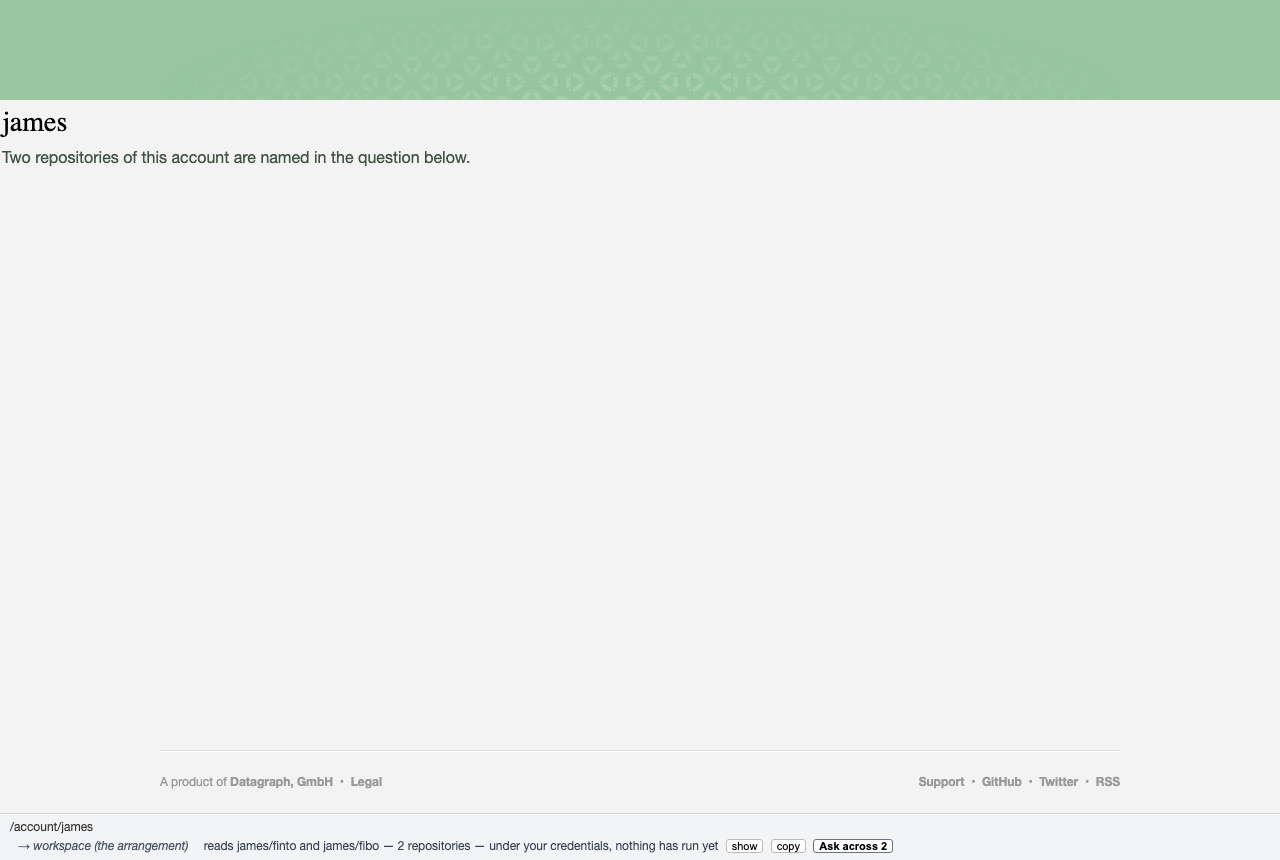 james
Two repositories of this account are named in the question below.
A product of Datagraph, GmbH • Legal
Support • GitHub • Twitter • RSS
/account/james
→ workspace (the arrangement) reads james/finto and james/fibo — 2 repositories — under your credentials, nothing has run yet show copy Ask across 2